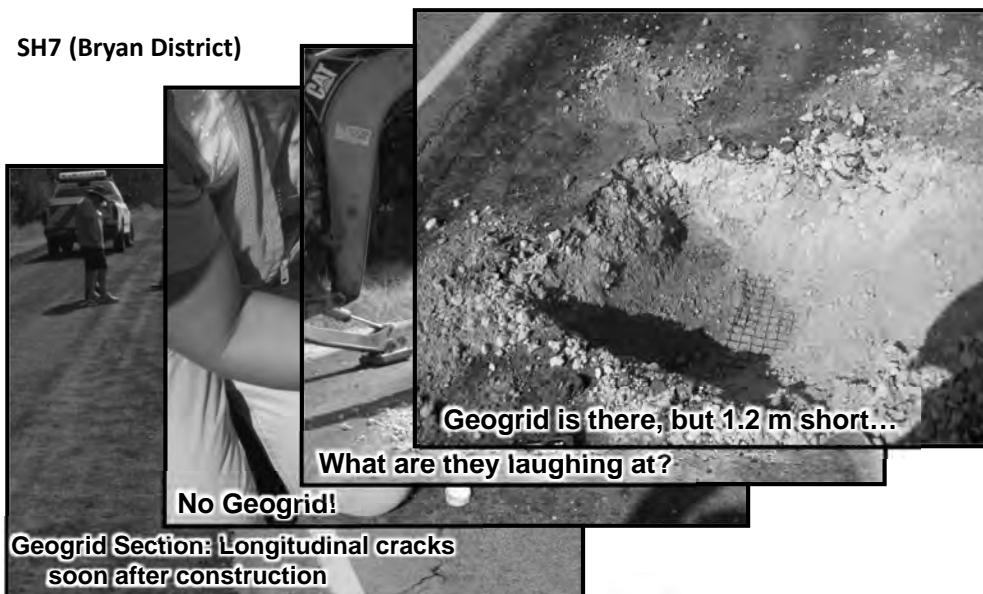 SH7 (Bryan District)
CAT
Geogrid is there, but 1.2 m short…
What are they laughing at?
No Geogrid!
Geogrid Section: Longitudinal cracks
soon after construction